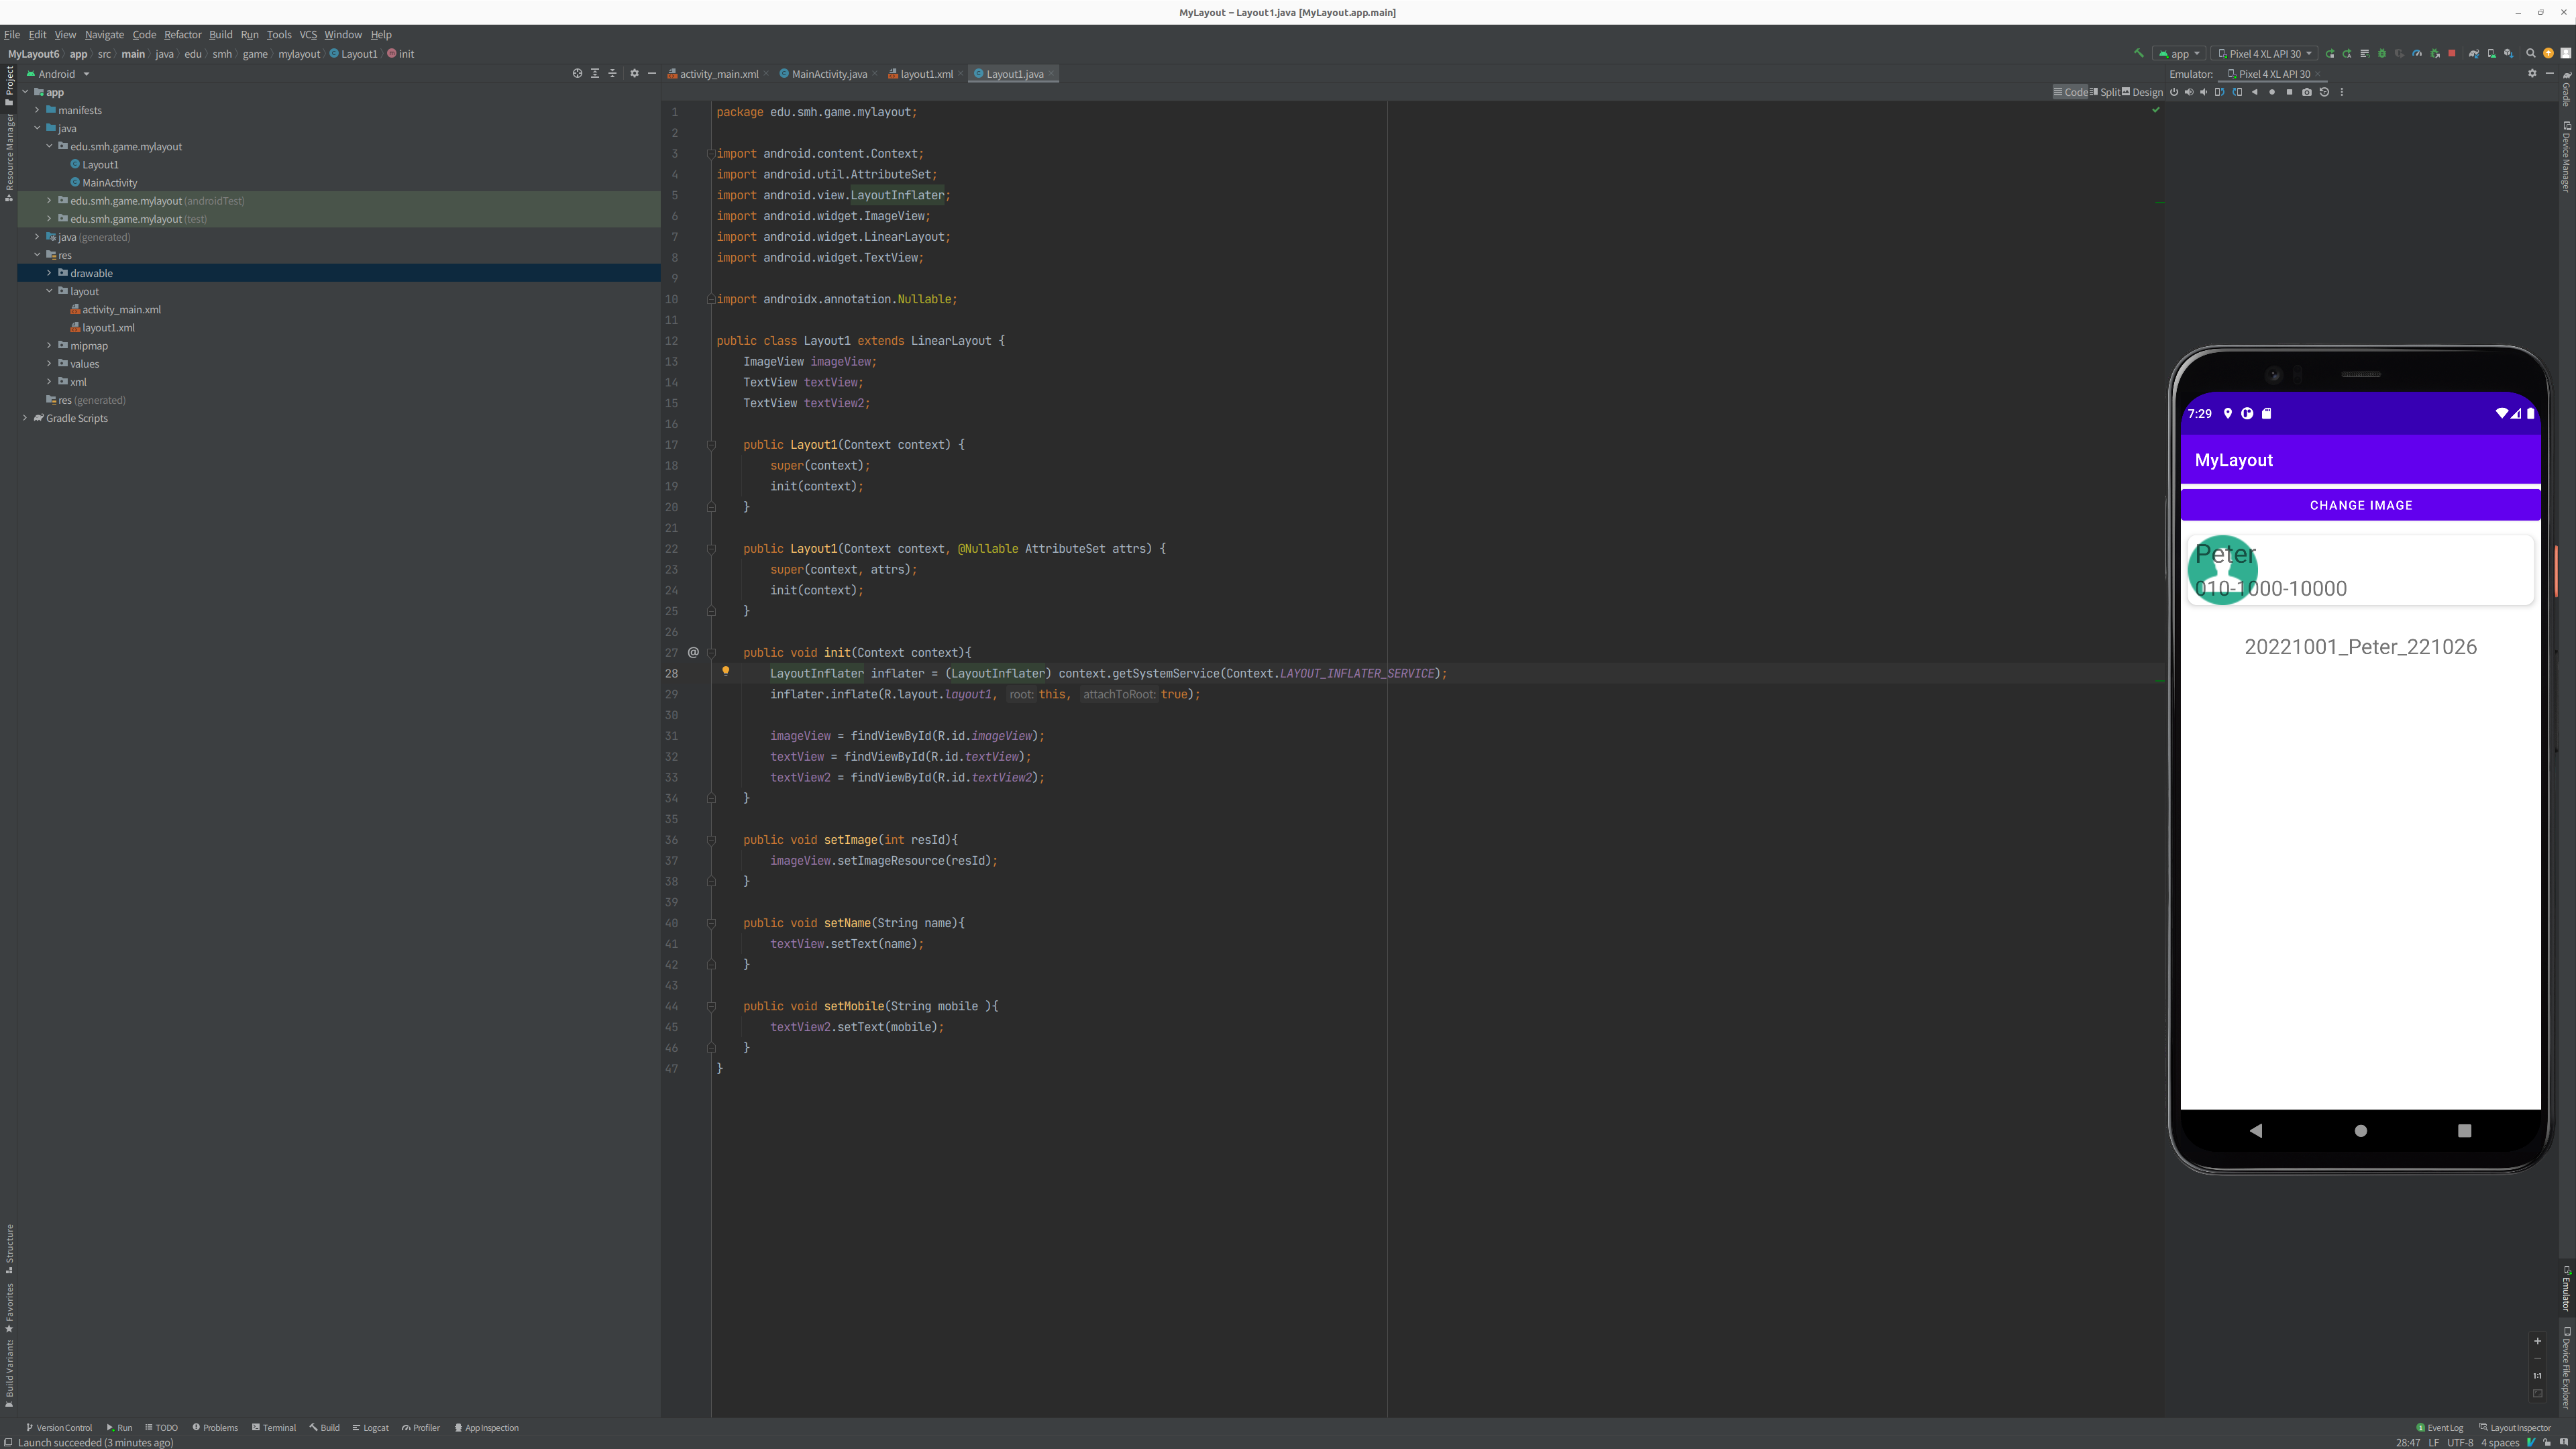 MyLayout – Layout1.java [MyLayout.app.main]
File Edit View Navigate Code Refactor Build Run Tools VCS Window Help
MyLayout6 app src main java edu smh game mylayout Layout1 init
app Pixel 4 XL API 30
Android
activity_main.xml MainActivity.java layout1.xml Layout1.java
Emulator: Pixel 4 XL API 30
Code Split Design
Project
Resource Manager
Structure
Favorites
Build Variants
app
manifests
java
edu.smh.game.mylayout
Layout1
MainActivity
edu.smh.game.mylayout (androidTest)
edu.smh.game.mylayout (test)
java (generated)
res
drawable
layout
activity_main.xml
layout1.xml
mipmap
values
xml
res (generated)
Gradle Scripts
1 package edu.smh.game.mylayout;
2
3 import android.content.Context;
4 import android.util.AttributeSet;
5 import android.view.LayoutInflater;
6 import android.widget.ImageView;
7 import android.widget.LinearLayout;
8 import android.widget.TextView;
9
10 import androidx.annotation.Nullable;
11
12 public class Layout1 extends LinearLayout {
13 ImageView imageView;
14 TextView textView;
15 TextView textView2;
16
17 public Layout1(Context context) {
18 super(context);
19 init(context);
20 }
21
22 public Layout1(Context context, @Nullable AttributeSet attrs) {
23 super(context, attrs);
24 init(context);
25 }
26
27 @ public void init(Context context){
28 LayoutInflater inflater = (LayoutInflater) context.getSystemService(Context.LAYOUT_INFLATER_SERVICE);
29 inflater.inflate(R.layout.layout1, root: this, attachToRoot: true);
30
31 imageView = findViewById(R.id.imageView);
32 textView = findViewById(R.id.textView);
33 textView2 = findViewById(R.id.textView2);
34 }
35
36 public void setImage(int resId){
37 imageView.setImageResource(resId);
38 }
39
40 public void setName(String name){
41 textView.setText(name);
42 }
43
44 public void setMobile(String mobile ){
45 textView2.setText(mobile);
46 }
47 }
7:29
MyLayout
CHANGE IMAGE
Peter
010-1000-10000
20221001_Peter_221026
1:1
Gradle
Device Manager
Emulator
Device File Explorer
Version Control Run TODO Problems Terminal Build Logcat Profiler App Inspection
1 Event Log Layout Inspector
Launch succeeded (3 minutes ago)
28:47 LF UTF-8 4 spaces